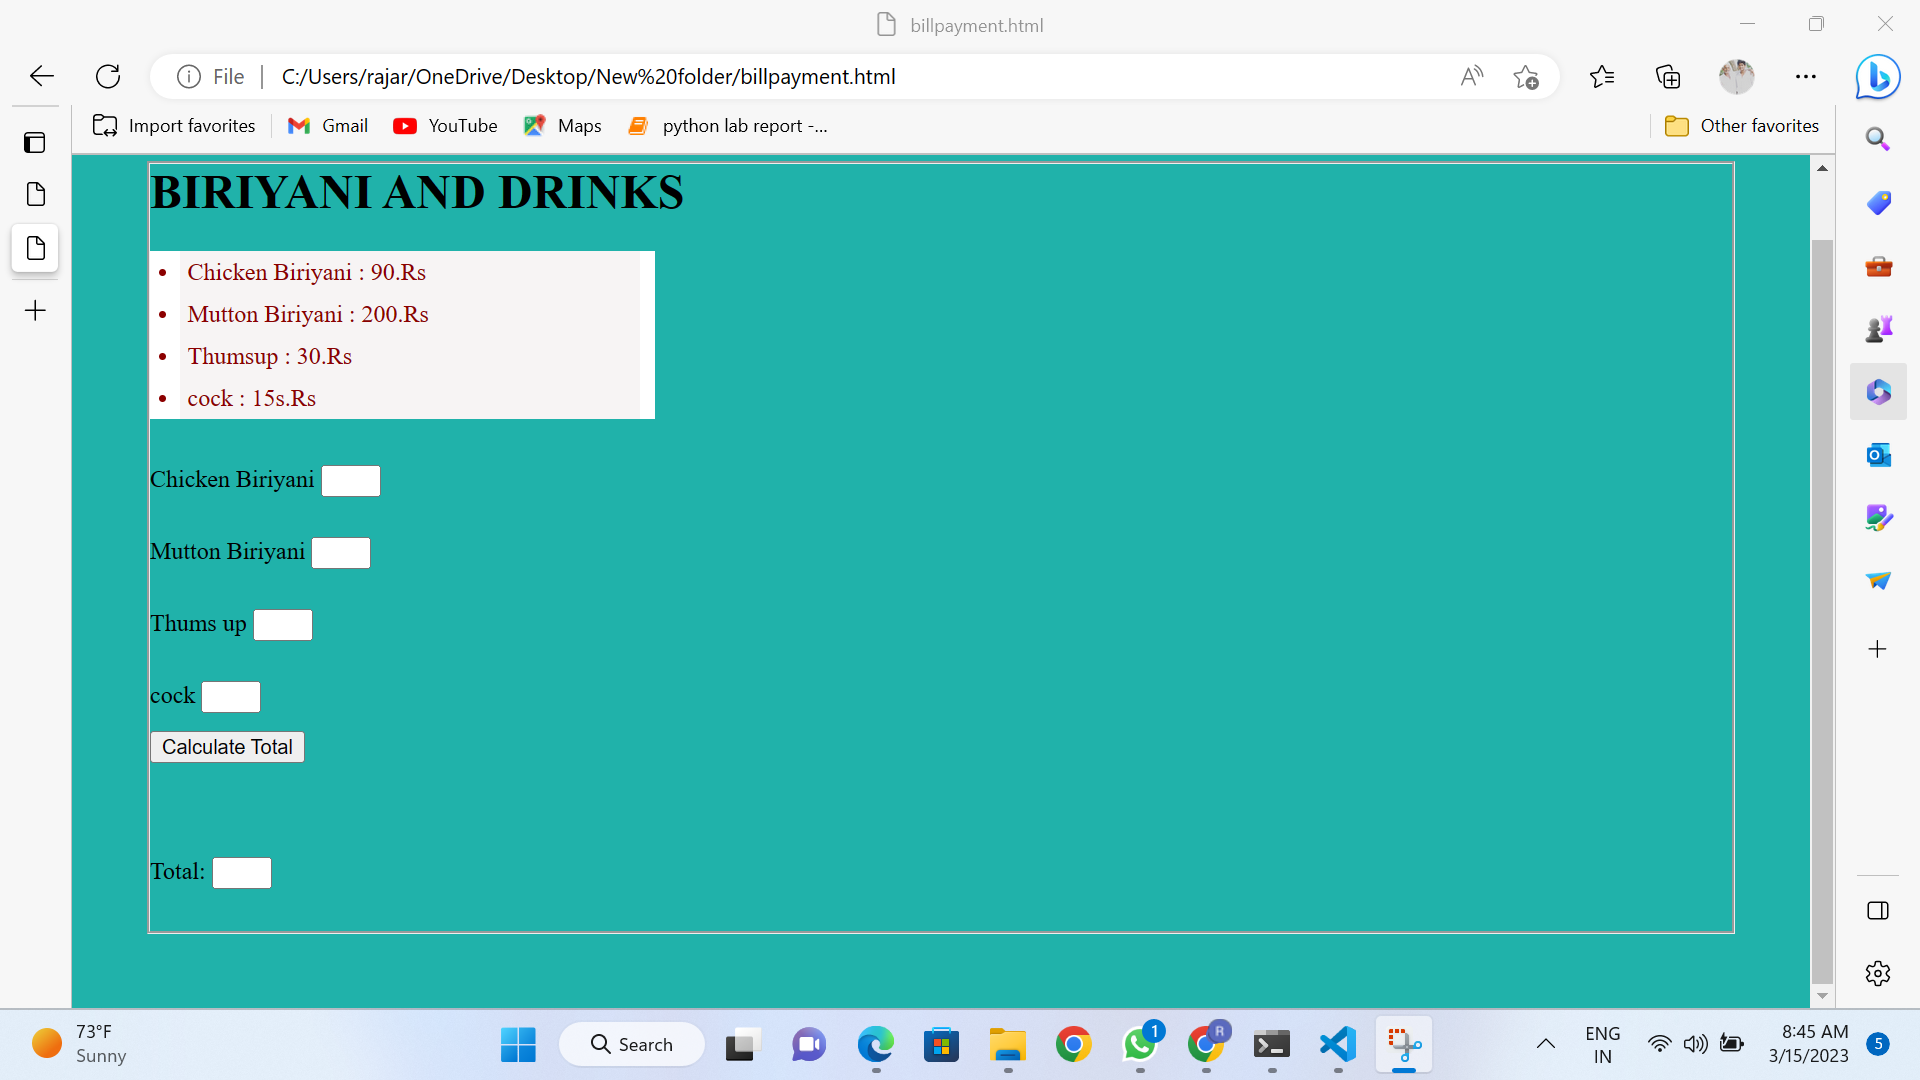 billpayment.html
File
C:/Users/rajar/OneDrive/Desktop/New%20folder/billpayment.html
Import favorites
Gmail
YouTube
Maps
python lab report -...
Other favorites
BIRIYANI AND DRINKS
• Chicken Biriyani : 90.Rs
• Mutton Biriyani : 200.Rs
• Thumsup : 30.Rs
• cock : 15s.Rs
Chicken Biriyani
Mutton Biriyani
Thums up
cock
Calculate Total
Total:
73°F
Sunny
Search
1
R
ENG
IN
8:45 AM
3/15/2023
5